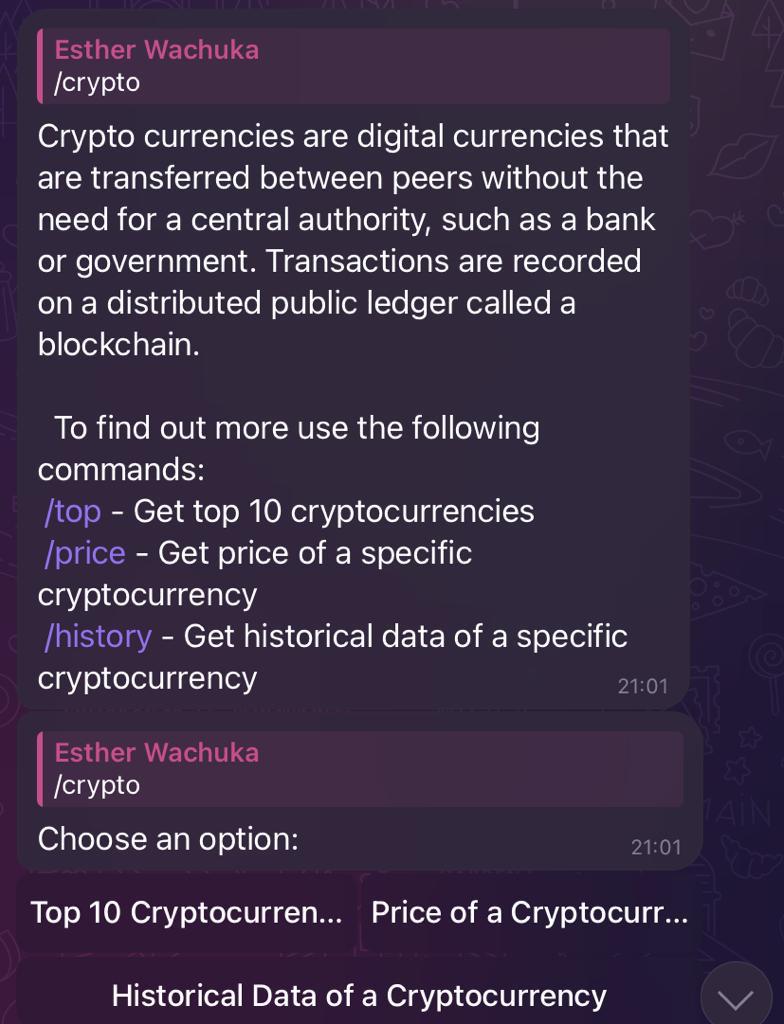 Esther Wachuka
/crypto
Crypto currencies are digital currencies that
are transferred between peers without the
need for a central authority, such as a bank
or government. Transactions are recorded
on a distributed public ledger called a
blockchain.
To find out more use the following
commands:
/top - Get top 10 cryptocurrencies
/price - Get price of a specific
cryptocurrency
/history - Get historical data of a specific
cryptocurrency
21:01
Esther Wachuka
/crypto
Choose an option:
21:01
Top 10 Cryptocurren...
Price of a Cryptocurr...
Historical Data of a Cryptocurrency